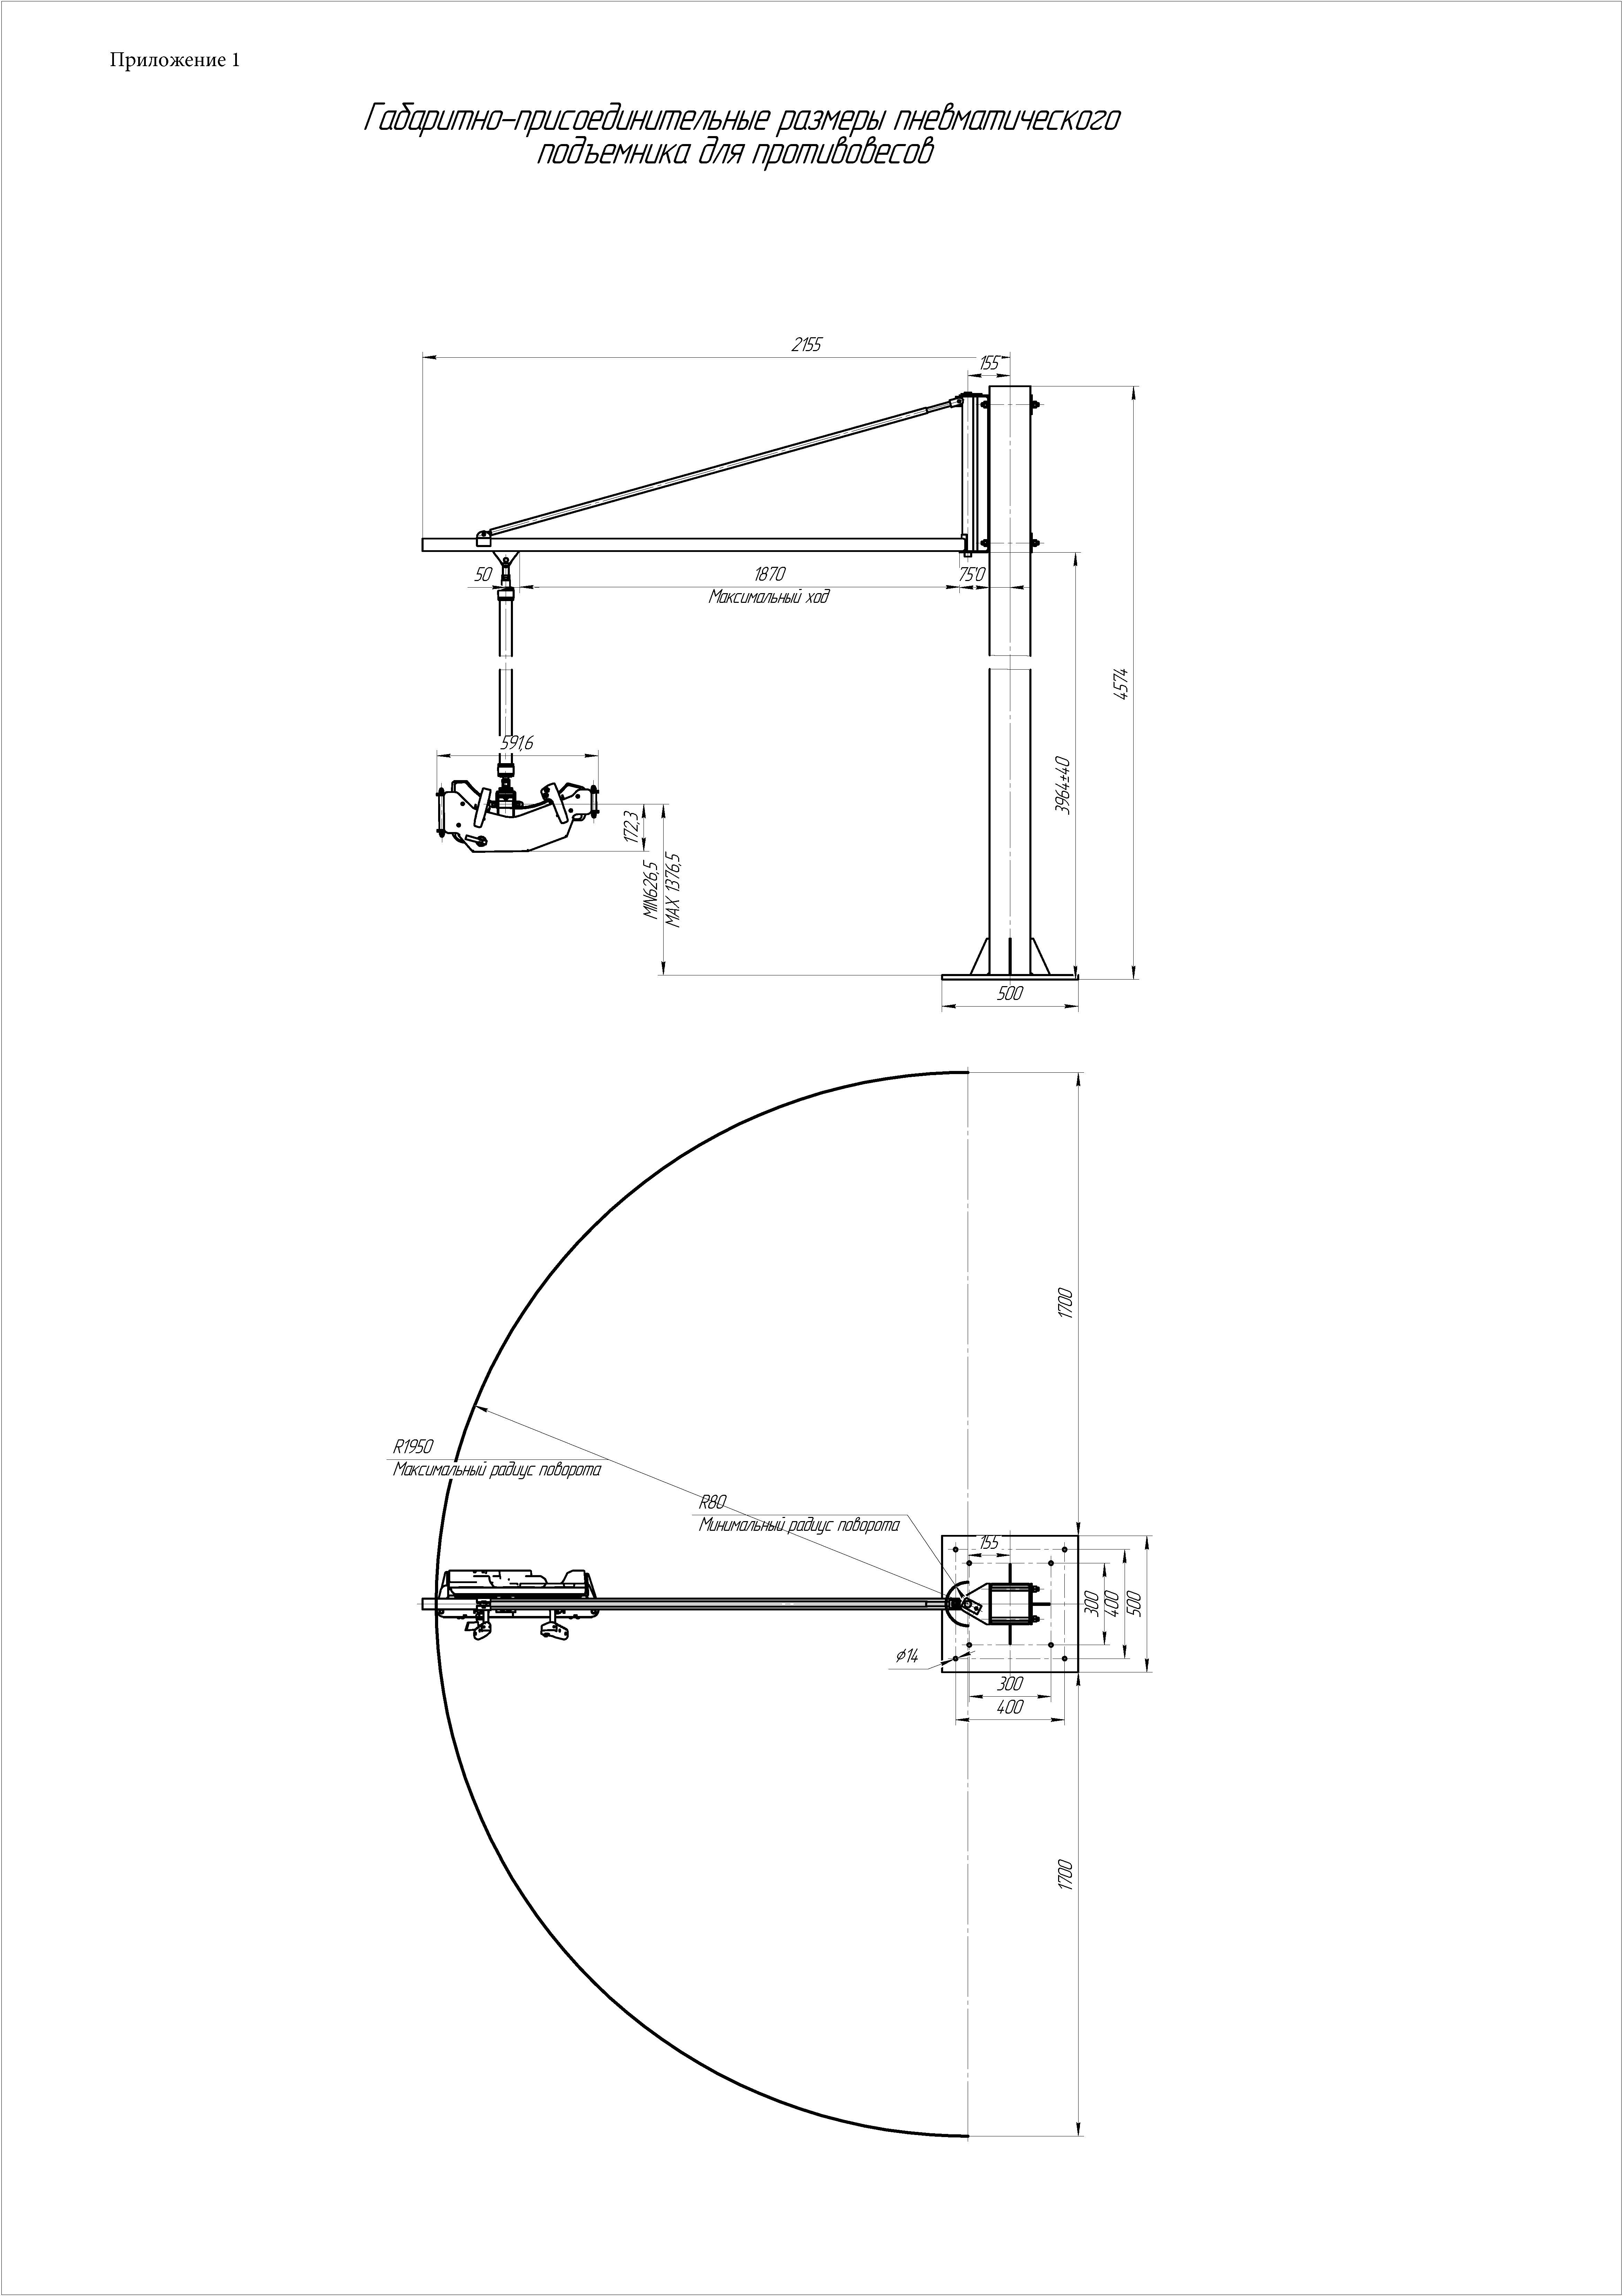 Приложение 1
Габаритно-присоединительные размеры пневматического
подъемника для противовесов
2155
155
50
1870
75
Максимальный ход
4574
3964±40
591,6
172,3
MIN626,5
MAX 1376,5
500
1700
R1950
Максимальный радиус поворота
R80
Минимальный радиус поворота
155
300
400
500
⌀14
300
400
1700